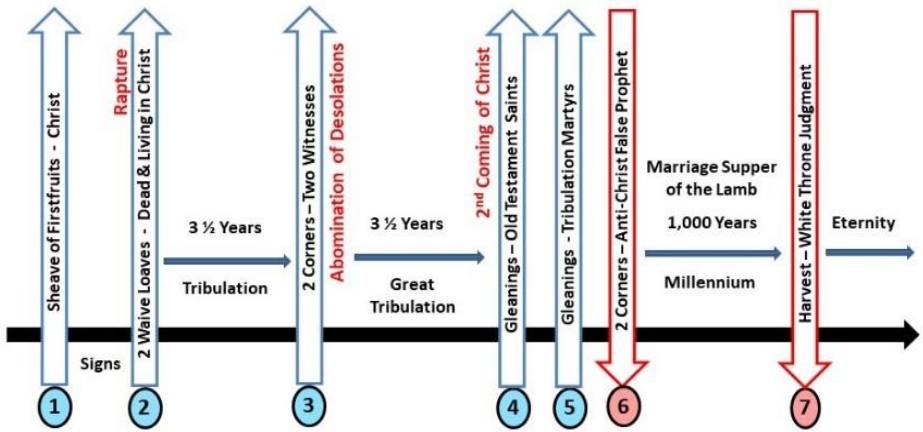 Sheave of Firstfruits - Christ
Signs
Rapture
2 Waive Loaves - Dead & Living in Christ
3 ½ Years
Tribulation
2 Corners – Two Witnesses
Abomination of Desolations
3 ½ Years
Great
Tribulation
2nd Coming of Christ
Gleanings – Old Testament Saints
Gleanings - Tribulation Martyrs
2 Corners – Anti-Christ False Prophet
Marriage Supper
of the Lamb
1,000 Years
Millennium
Harvest – White Throne Judgment
Eternity
1
2
3
4
5
6
7